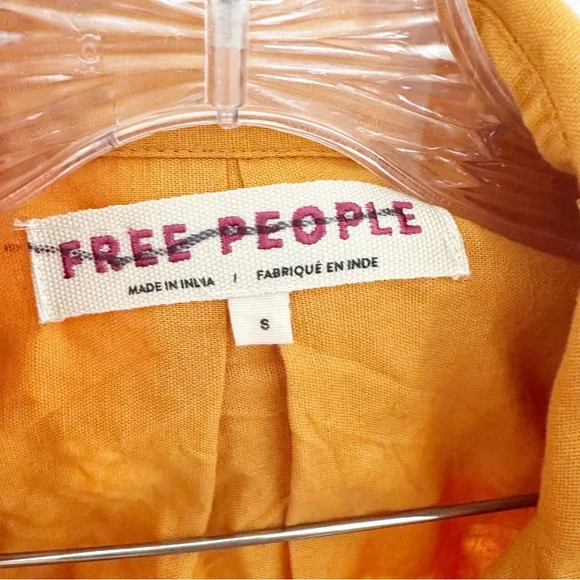 FREE PEOPLE
MADE IN INDIA / FABRIQUÉ EN INDE
S